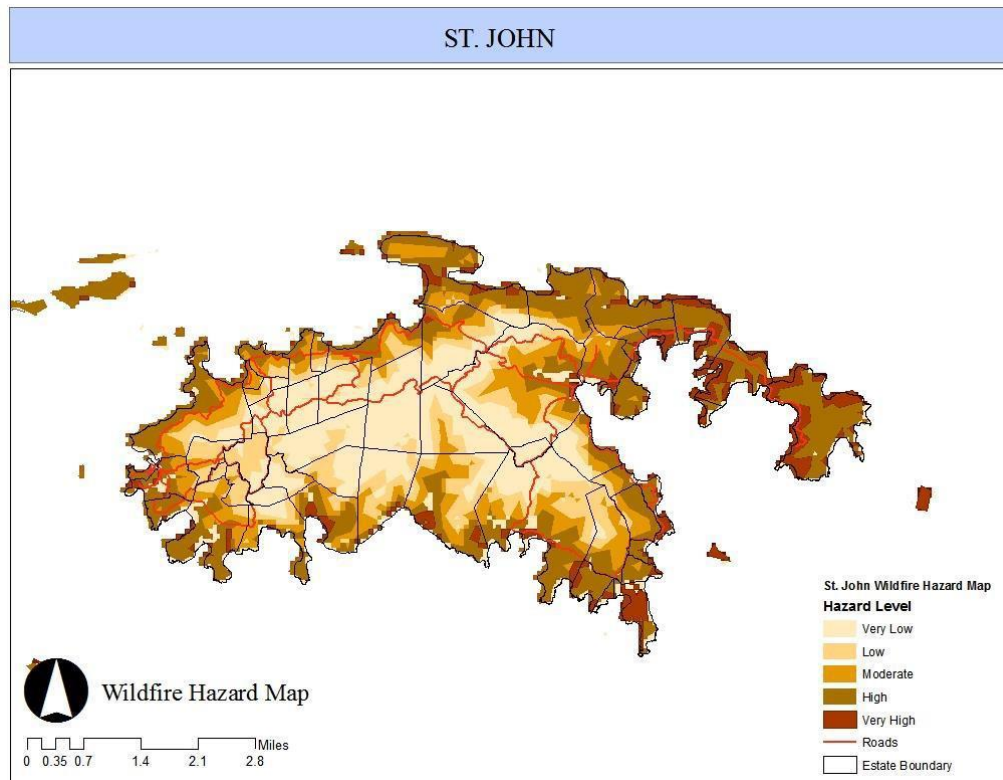 ST. JOHN
St. John Wildfire Hazard Map
Hazard Level
Very Low
Low
Moderate
High
Very High
Roads
Estate Boundary
Wildfire Hazard Map
Miles
0 0.35 0.7 1.4 2.1 2.8